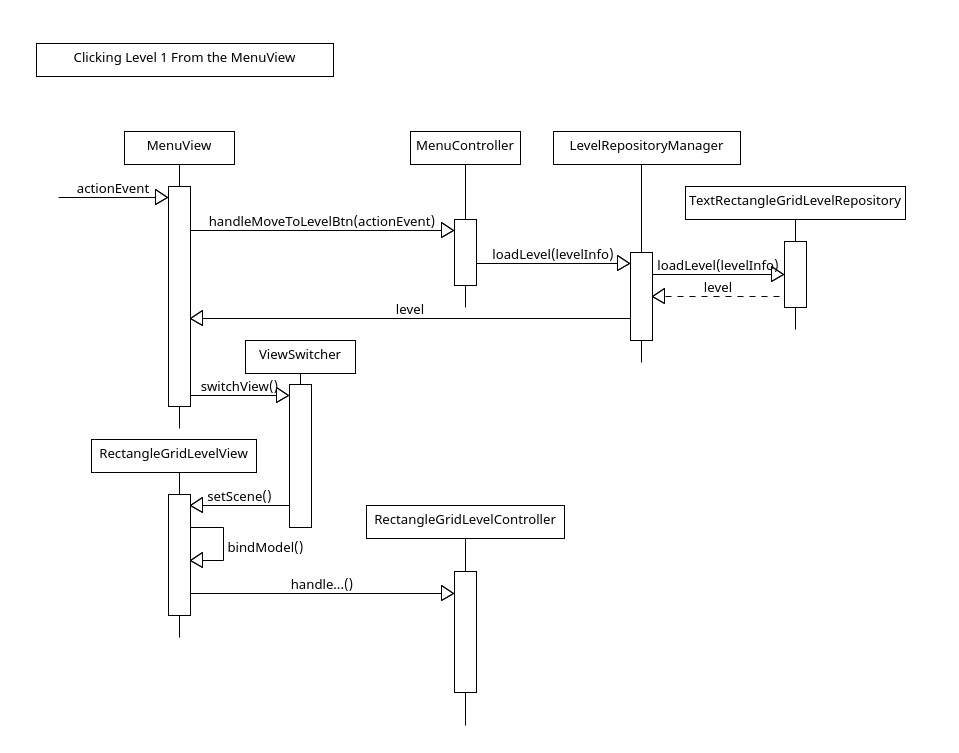 Clicking Level 1 From the MenuView
MenuView
MenuController
LevelRepositoryManager
actionEvent
TextRectangleGridLevelRepository
handleMoveToLevelBtn(actionEvent)
loadLevel(levelInfo)
loadLevel(levelInfo)
level
level
ViewSwitcher
switchView()
RectangleGridLevelView
setScene()
RectangleGridLevelController
bindModel()
handle...()